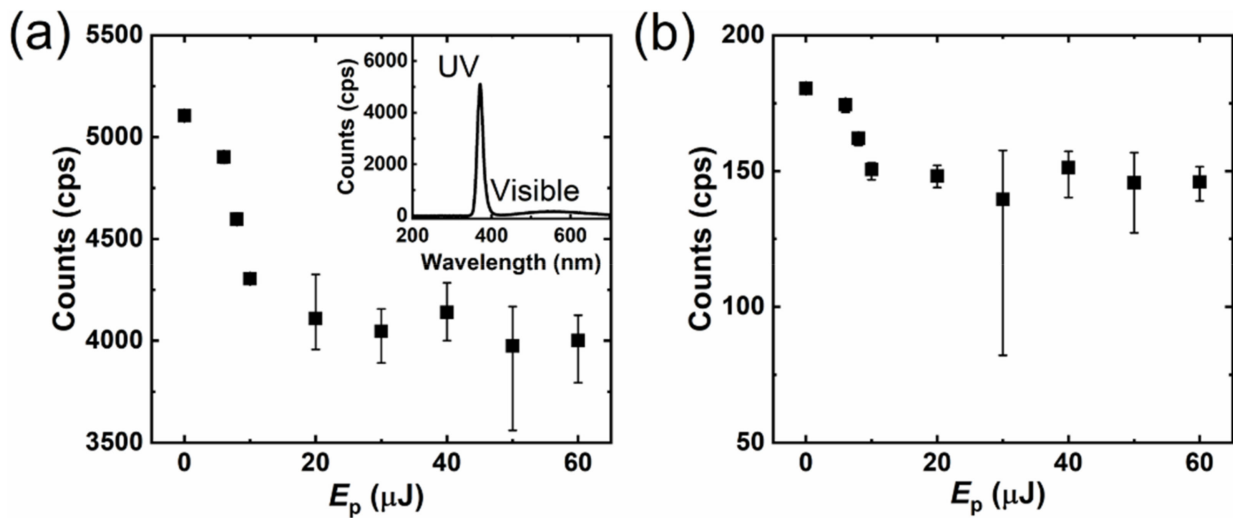 (a)
5500
5000
4500
4000
3500
Counts (cps)
0 20 40 60
Ep (μJ)
6000
4000
2000
0
Counts (cps)
UV
Visible
200 400 600
Wavelength (nm)
(b)
200
150
100
50
Counts (cps)
0 20 40 60
Ep (μJ)